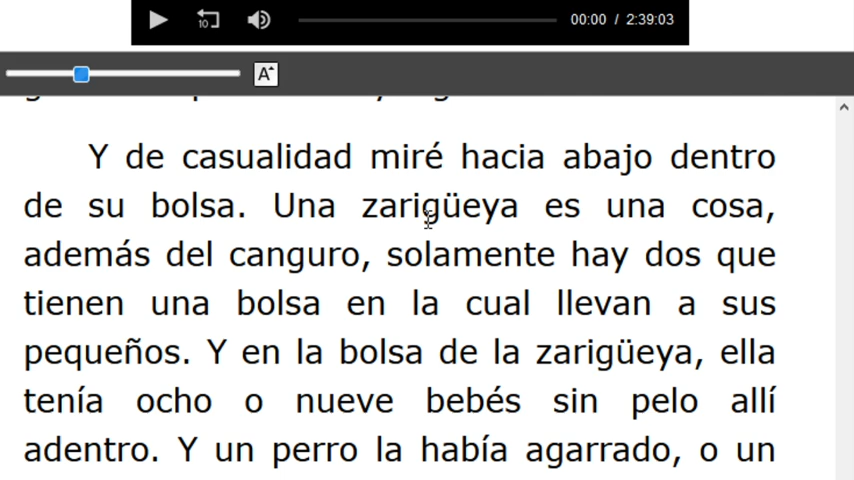 10
00:00 / 2:39:03
A
Y de casualidad miré hacia abajo dentro
de su bolsa. Una zarigüeya es una cosa,
además del canguro, solamente hay dos que
tienen una bolsa en la cual llevan a sus
pequeños. Y en la bolsa de la zarigüeya, ella
tenía ocho o nueve bebés sin pelo allí
adentro. Y un perro la había agarrado, o un